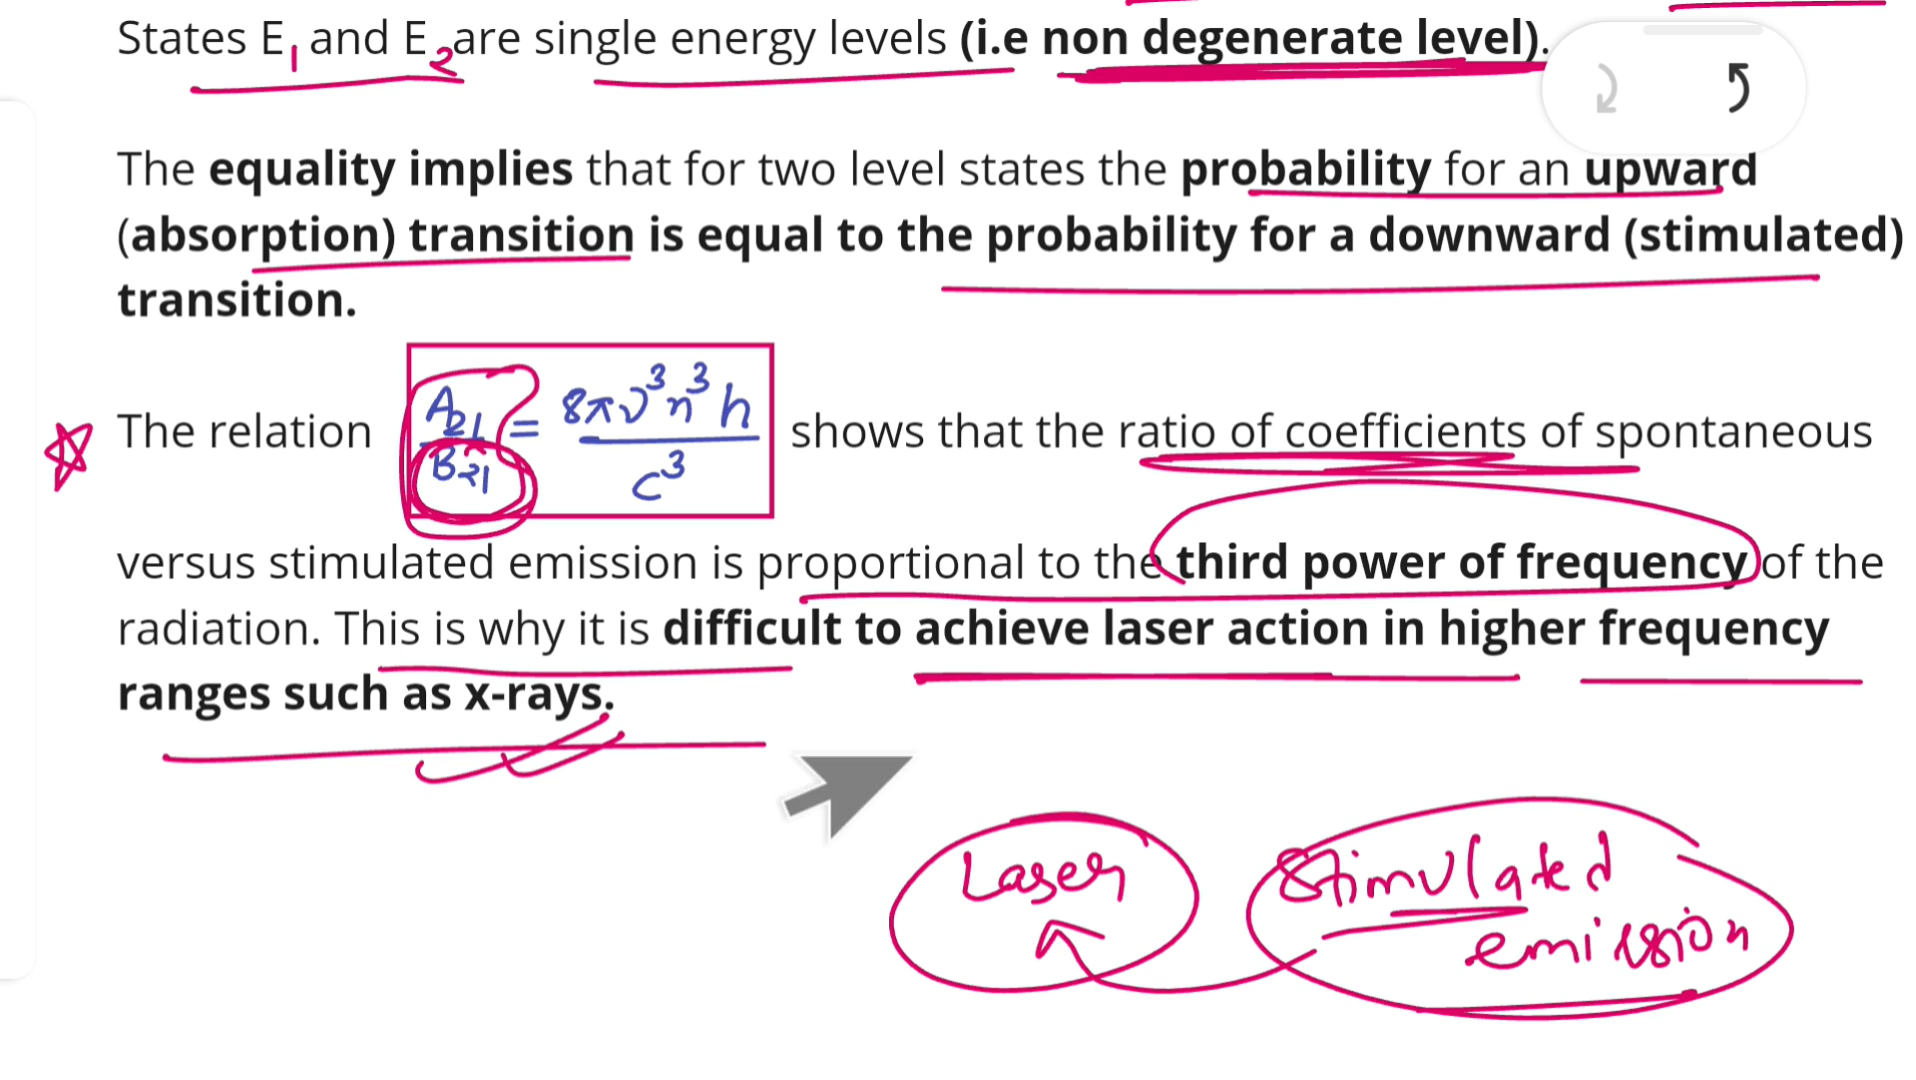 States E1 and E2 are single energy levels (i.e non degenerate level).
The equality implies that for two level states the probability for an upward
(absorption) transition is equal to the probability for a downward (stimulated)
transition.
The relation A21/B21 = 8πν³n³h/c³ shows that the ratio of coefficients of spontaneous
versus stimulated emission is proportional to the third power of frequency of the
radiation. This is why it is difficult to achieve laser action in higher frequency
ranges such as x-rays.
Laser
Stimulated
emission